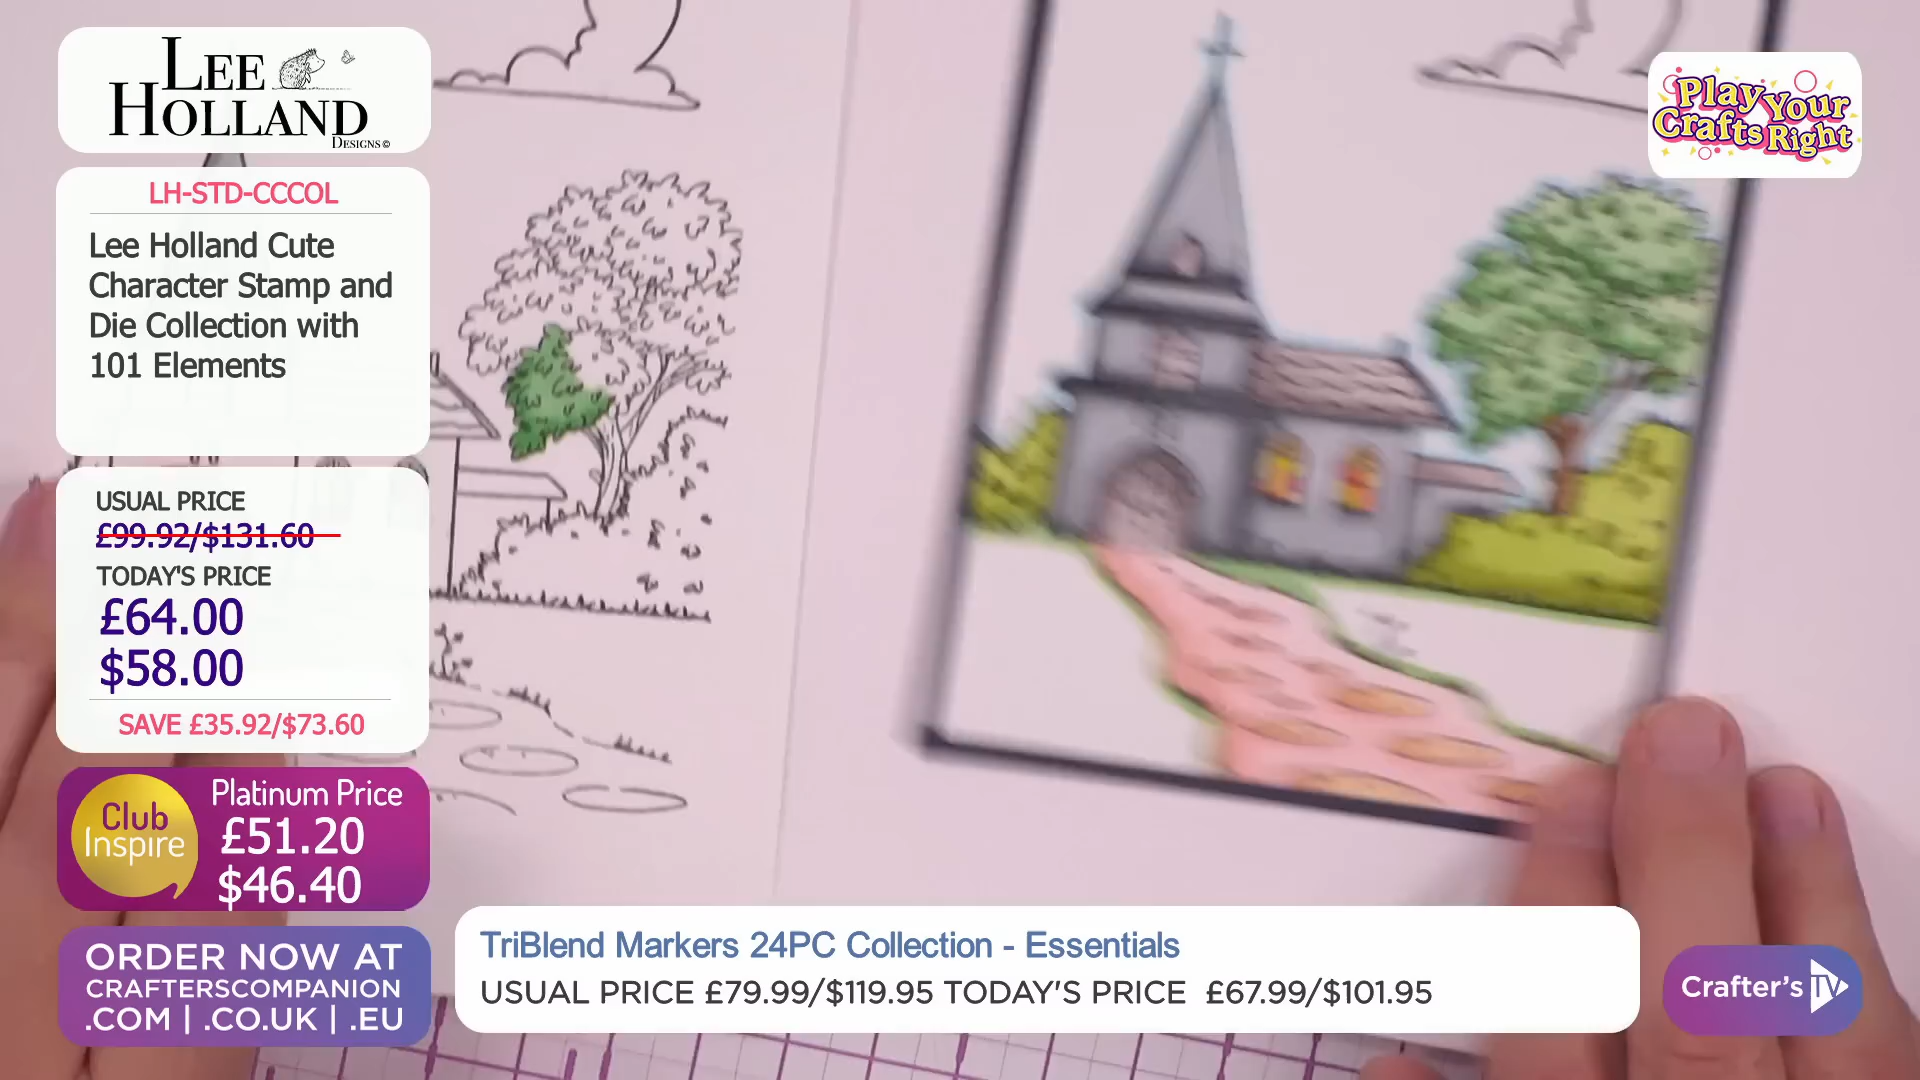 LEE
HOLLAND
DESIGNS©
LH-STD-CCCOL
Lee Holland Cute
Character Stamp and
Die Collection with
101 Elements
USUAL PRICE
£99.92/$131.60
TODAY'S PRICE
£64.00
$58.00
SAVE £35.92/$73.60
Club
Inspire
Platinum Price
£51.20
$46.40
ORDER NOW AT
CRAFTERSCOMPANION
.COM | .CO.UK | .EU
Play Your
Crafts Right
TriBlend Markers 24PC Collection - Essentials
USUAL PRICE £79.99/$119.95 TODAY'S PRICE £67.99/$101.95
Crafter's TV